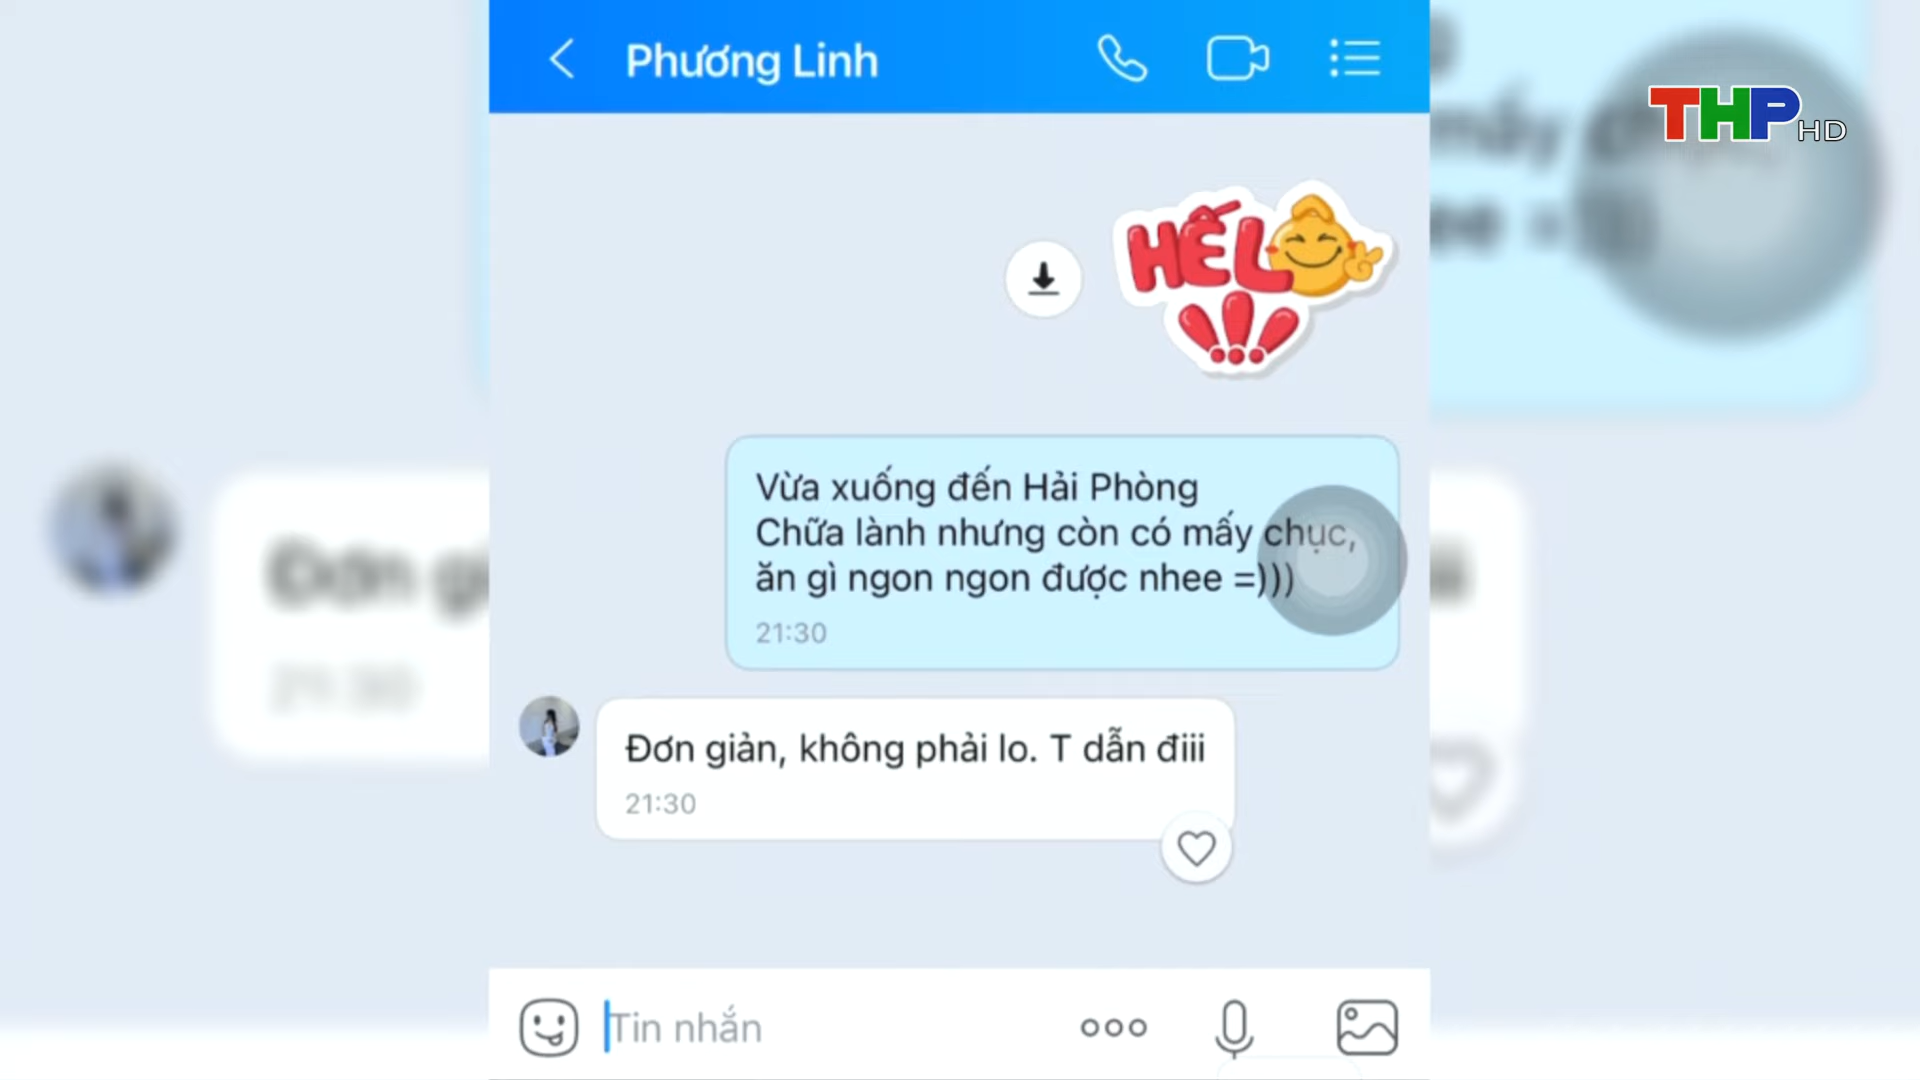 Phương Linh
THP HD
HẾLO
!!!
Vừa xuống đến Hải Phòng
Chữa lành nhưng còn có mấy chục,
ăn gì ngon ngon được nhee =)))
21:30
Đơn giản, không phải lo. T dẫn điii
21:30
Tin nhắn